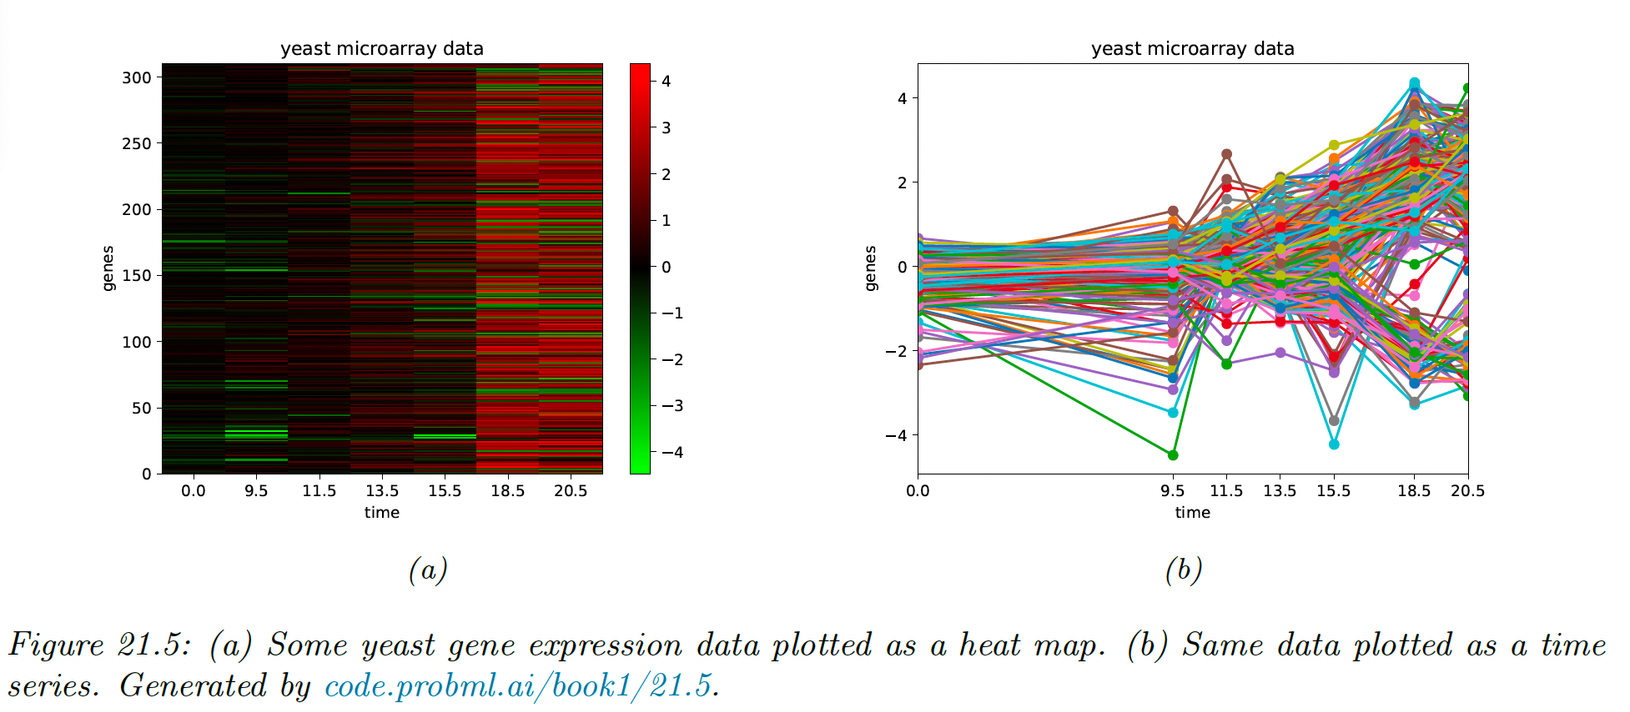 yeast microarray data
300
250
200
150
100
50
0
genes
0.0 9.5 11.5 13.5 15.5 18.5 20.5
time
4
3
2
1
0
−1
−2
−3
−4
(a)
yeast microarray data
4
2
0
−2
−4
genes
0.0 9.5 11.5 13.5 15.5 18.5 20.5
time
(b)
Figure 21.5: (a) Some yeast gene expression data plotted as a heat map. (b) Same data plotted as a time
series. Generated by code.probml.ai/book1/21.5.